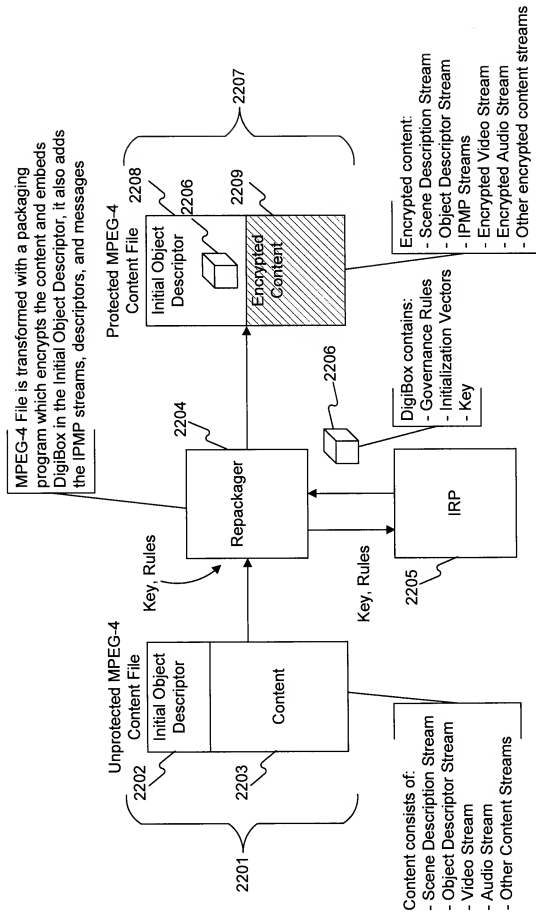 MPEG-4 File is transformed with a packaging
program which encrypts the content and embeds
DigiBox in the Initial Object Descriptor, it also adds
the IPMP streams, descriptors, and messages
Unprotected MPEG-4
Content File
2202
Initial Object
Descriptor
2203
Content
2201
Content consists of:
- Scene Description Stream
- Object Descriptor Stream
- Video Stream
- Audio Stream
- Other Content Streams
Key, Rules
2204
Repackager
Key, Rules
2205
IRP
2206
DigiBox contains:
- Governance Rules
- Initialization Vectors
- Key
Protected MPEG-4
Content File
2208
2206
2209
2207
Initial Object
Descriptor
Encrypted
Content
Encrypted content:
- Scene Description Stream
- Object Descriptor Stream
- IPMP Streams
- Encrypted Video Stream
- Encrypted Audio Stream
- Other encrypted content streams